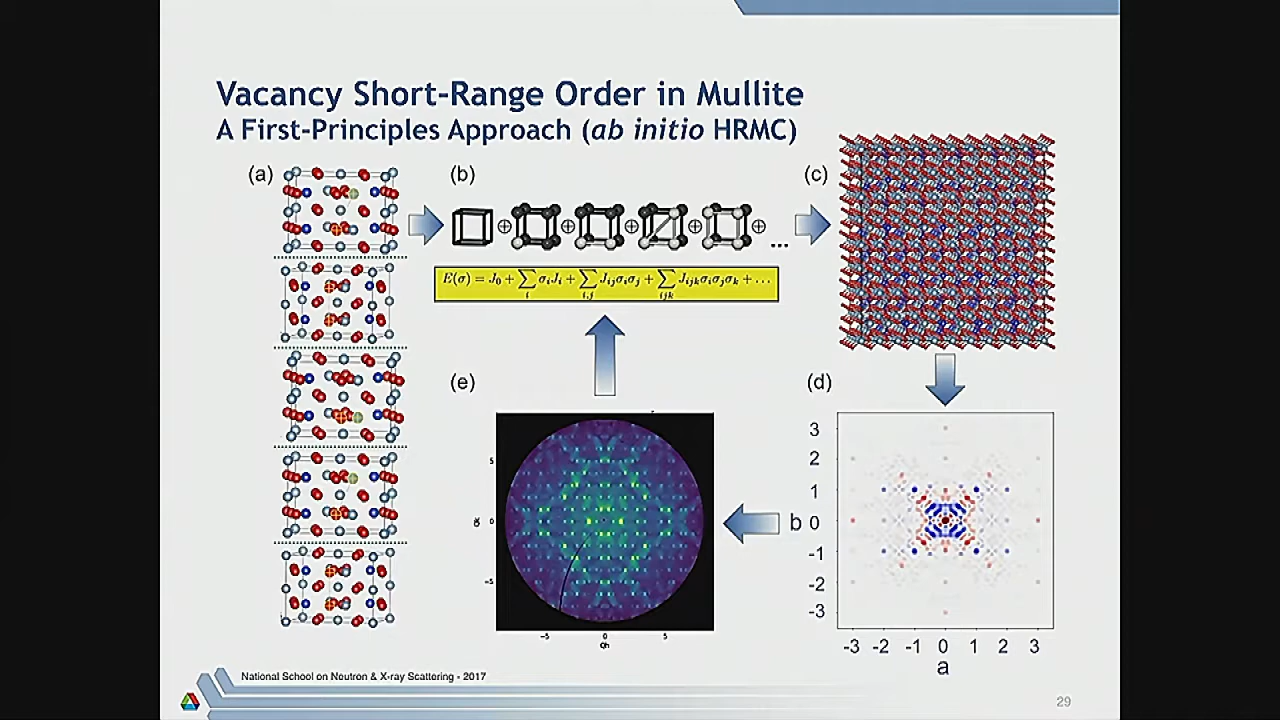 Vacancy Short-Range Order in Mullite
A First-Principles Approach (ab initio HRMC)
(a)
(b)
(c)
⊕ ⊕ ⊕ ⊕ ⊕ ...
E(σ) = J₀ + ∑ᵢ σᵢJᵢ + ∑ᵢ,ⱼ Jᵢⱼσᵢσⱼ + ∑ᵢⱼₖ Jᵢⱼₖσᵢσⱼσₖ + ...
(e)
(d)
5
0
-5
-5 0 5
Qh
3
2
1
b 0
-1
-2
-3
-3 -2 -1 0 1 2 3
a
National School on Neutron & X-ray Scattering - 2017
29